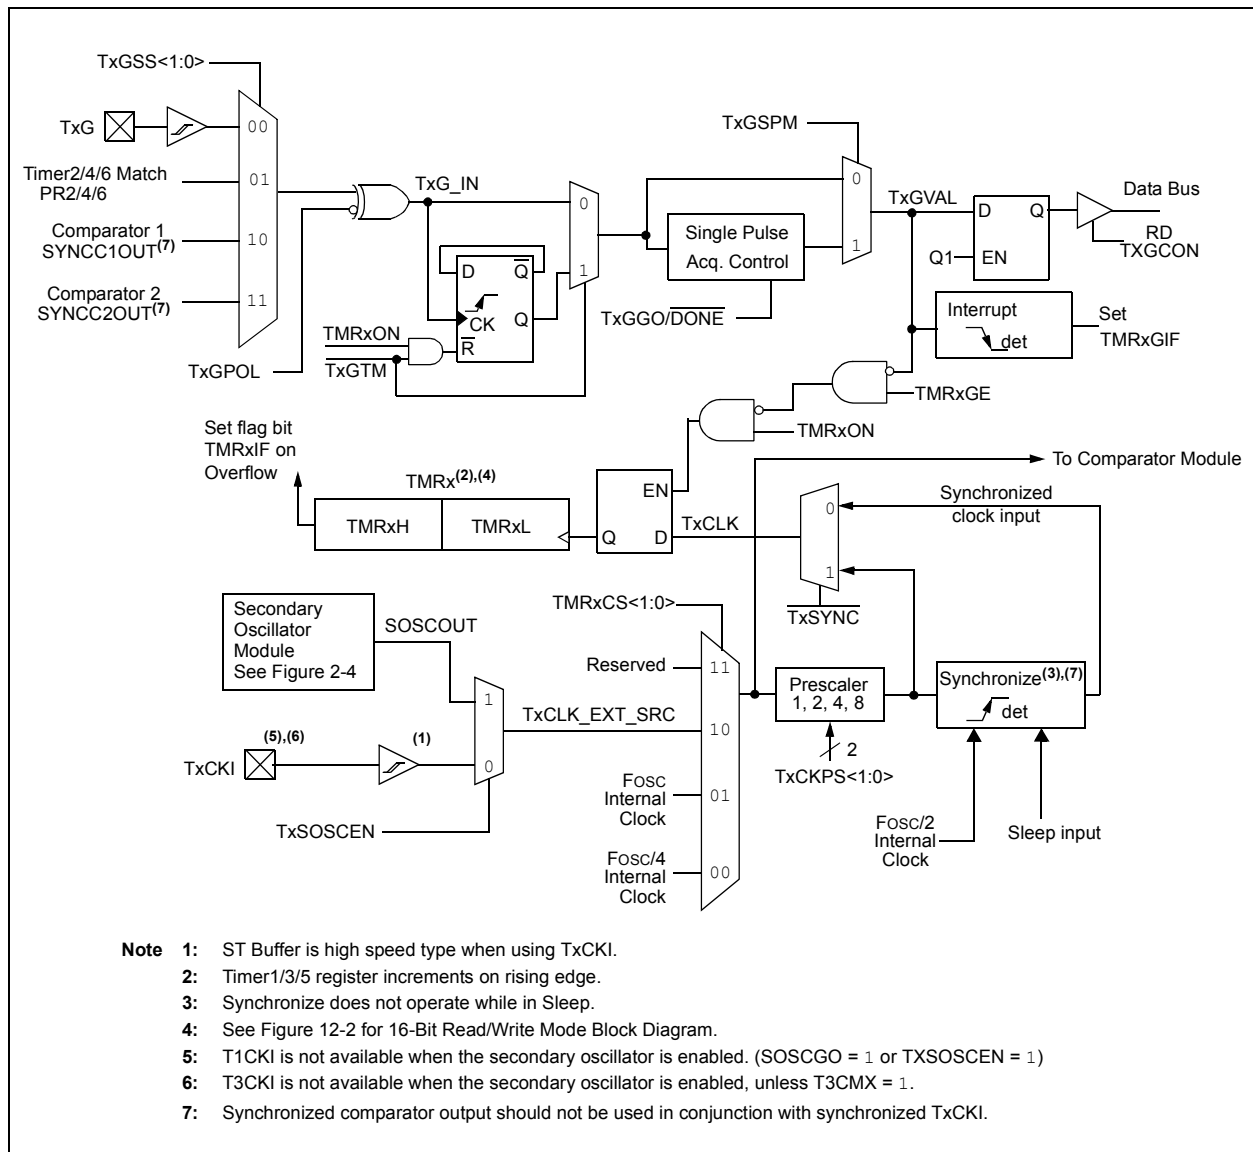 TxGSS<1:0>
TxG
00
Timer2/4/6 Match
PR2/4/6
01
Comparator 1
SYNCC1OUT(7)
10
Comparator 2
SYNCC2OUT(7)
11
TxGPOL
TxG_IN
D
Q
CK
Q
R
TMRxON
TxGTM
0
1
TxGSPM
Single Pulse
Acq. Control
TxGGO/DONE
0
1
TxGVAL
D
Q
Q1
EN
Data Bus
RD
TXGCON
Interrupt
det
Set
TMRxGIF
TMRxGE
TMRxON
To Comparator Module
Set flag bit
TMRxIF on
Overflow
TMRx(2),(4)
TMRxH
TMRxL
EN
Q
D
TxCLK
0
1
TxSYNC
Synchronized
clock input
Secondary
Oscillator
Module
See Figure 2-4
SOSCOUT
1
0
(5),(6)
TxCKI
(1)
TxSOSCEN
TxCLK_EXT_SRC
TMRxCS<1:0>
Reserved
11
10
FOSC
Internal
Clock
01
FOSC/4
Internal
Clock
00
Prescaler
1, 2, 4, 8
2
TxCKPS<1:0>
Synchronize(3),(7)
det
FOSC/2
Internal
Clock
Sleep input
Note 1: ST Buffer is high speed type when using TxCKI.
2: Timer1/3/5 register increments on rising edge.
3: Synchronize does not operate while in Sleep.
4: See Figure 12-2 for 16-Bit Read/Write Mode Block Diagram.
5: T1CKI is not available when the secondary oscillator is enabled. (SOSCGO = 1 or TXSOSCEN = 1)
6: T3CKI is not available when the secondary oscillator is enabled, unless T3CMX = 1.
7: Synchronized comparator output should not be used in conjunction with synchronized TxCKI.